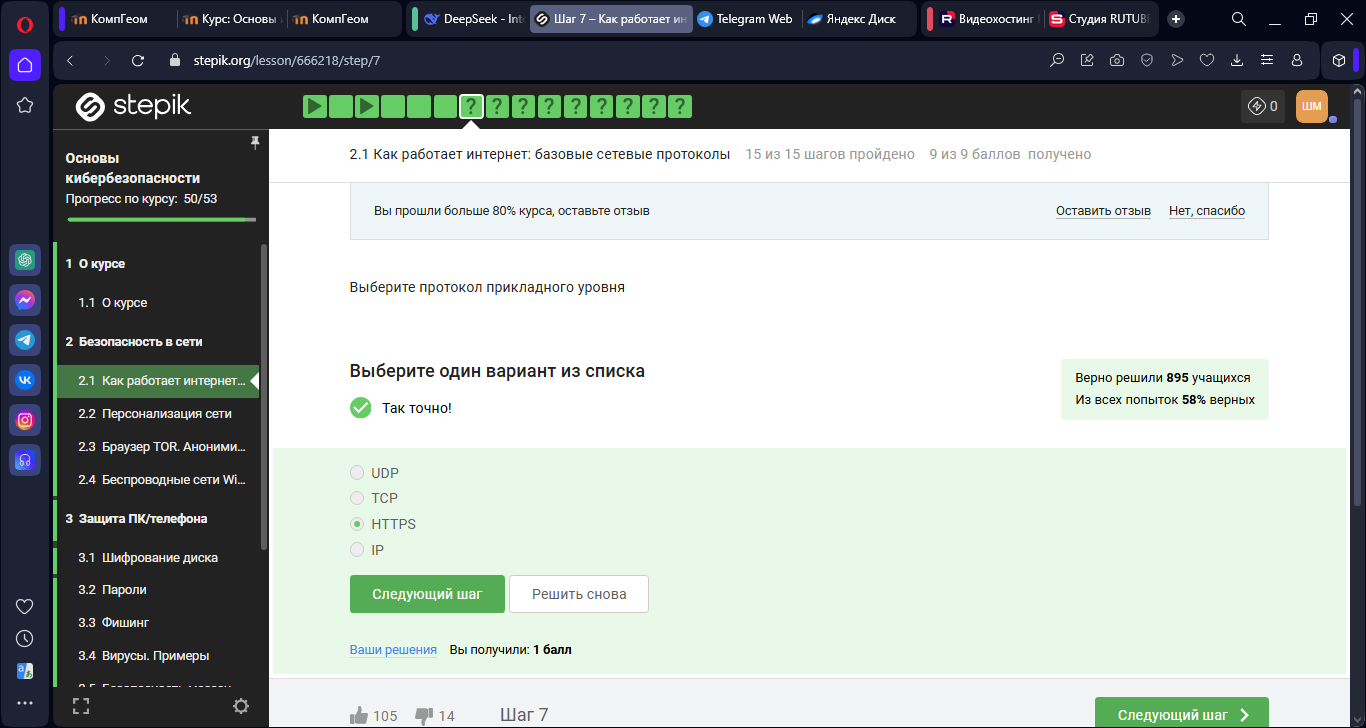 КомпГеом
Курс: Основы
КомпГеом
DeepSeek - Int
Шаг 7 – Как работает ин
Telegram Web
Яндекс Диск
Видеохостинг
Студия RUTUBE
stepik.org/lesson/666218/step/7
stepik
0
ШМ
Основы
кибербезопасности
Прогресс по курсу: 50/53
1 О курсе
1.1 О курсе
2 Безопасность в сети
2.1 Как работает интернет...
2.2 Персонализация сети
2.3 Браузер TOR. Аноними...
2.4 Беспроводные сети Wi...
3 Защита ПК/телефона
3.1 Шифрование диска
3.2 Пароли
3.3 Фишинг
3.4 Вирусы. Примеры
2.1 Как работает интернет: базовые сетевые протоколы 15 из 15 шагов пройдено 9 из 9 баллов получено
Вы прошли больше 80% курса, оставьте отзыв
Оставить отзыв
Нет, спасибо
Выберите протокол прикладного уровня
Выберите один вариант из списка
Так точно!
Верно решили 895 учащихся
Из всех попыток 58% верных
UDP
TCP
HTTPS
IP
Следующий шаг
Решить снова
Ваши решения Вы получили: 1 балл
105
14
Шаг 7
Следующий шаг